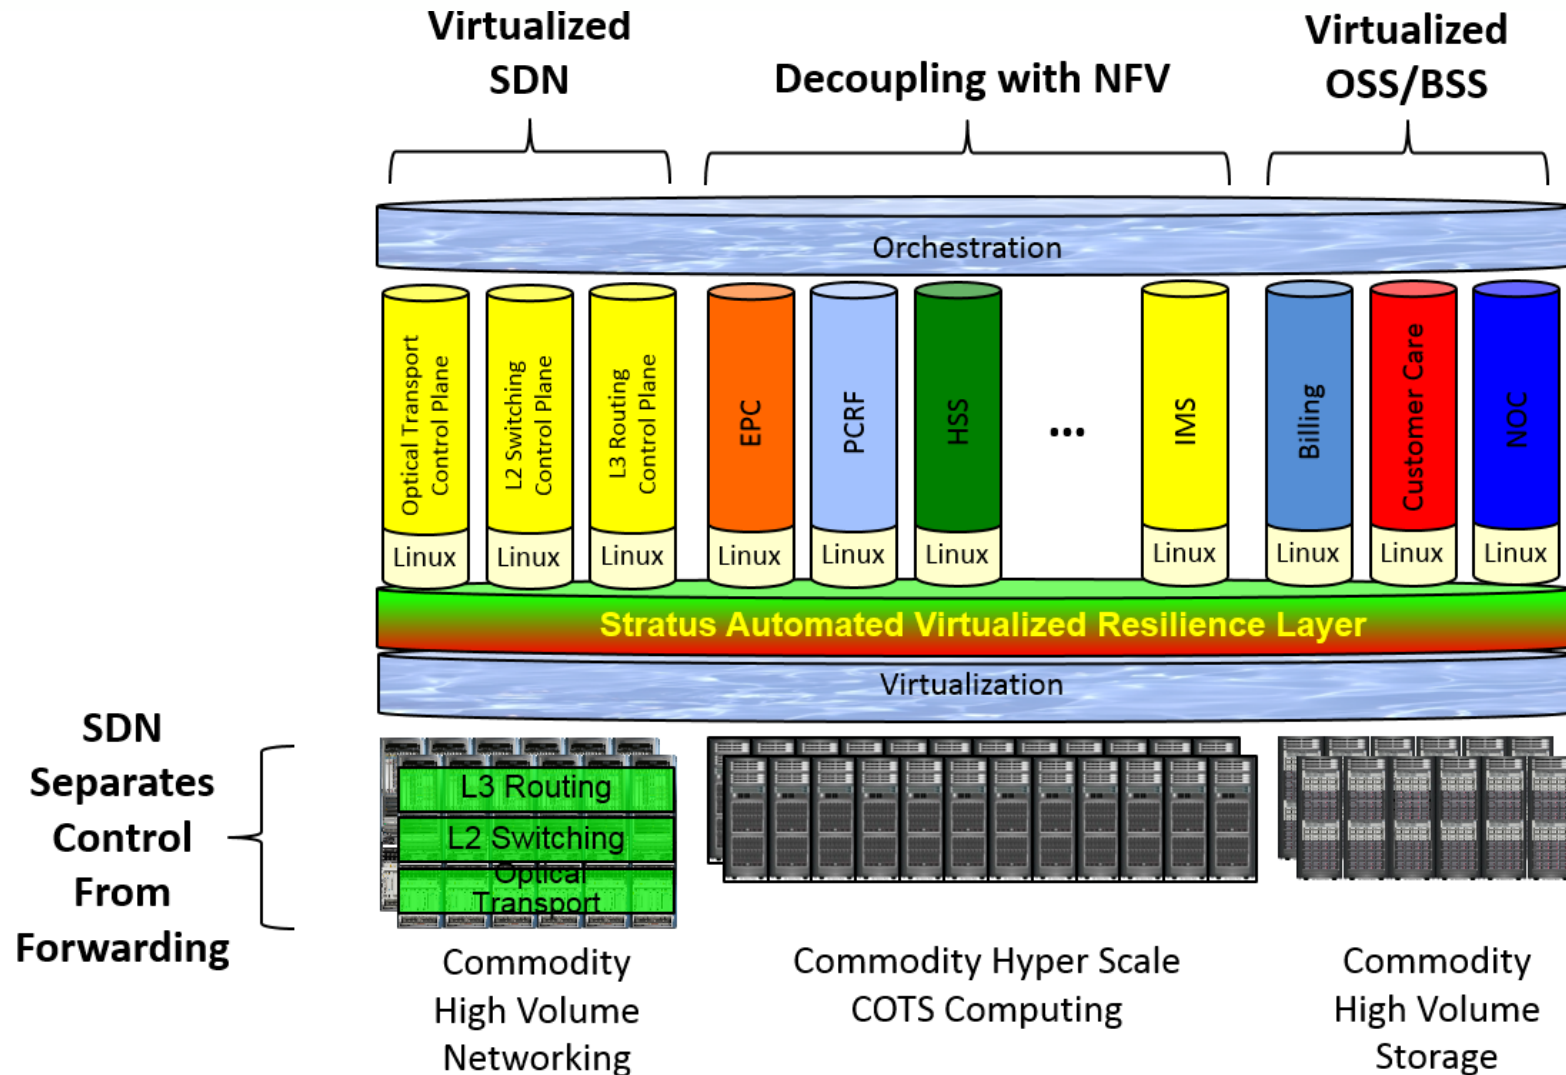 Virtualized
SDN
Decoupling with NFV
Virtualized
OSS/BSS
Orchestration
Optical Transport
Control Plane
L2 Switching
Control Plane
L3 Routing
Control Plane
EPC
PCRF
HSS
...
IMS
Billing
Customer Care
NOC
Linux
Linux
Linux
Linux
Linux
Linux
Linux
Linux
Linux
Linux
Stratus Automated Virtualized Resilience Layer
Virtualization
SDN
Separates
Control
From
Forwarding
L3 Routing
L2 Switching
Optical
Transport
Commodity
High Volume
Networking
Commodity Hyper Scale
COTS Computing
Commodity
High Volume
Storage